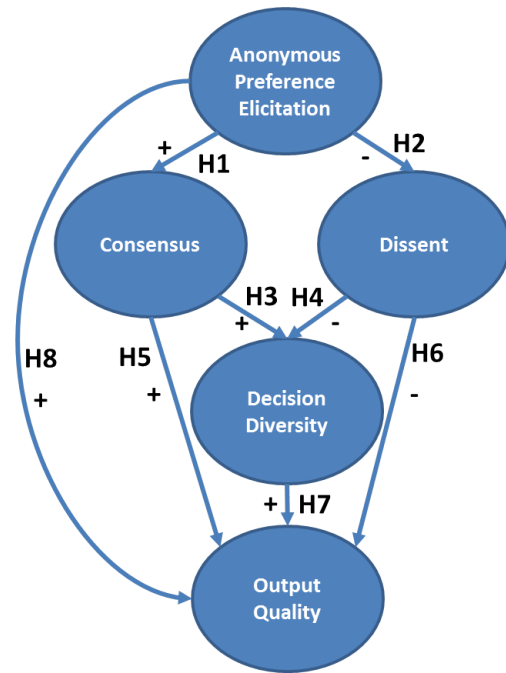 Anonymous
Preference
Elicitation
+
H1
H2
-
Consensus
Dissent
H3
+
H4
-
H5
+
H6
-
H8
+
Decision
Diversity
+
H7
Output
Quality